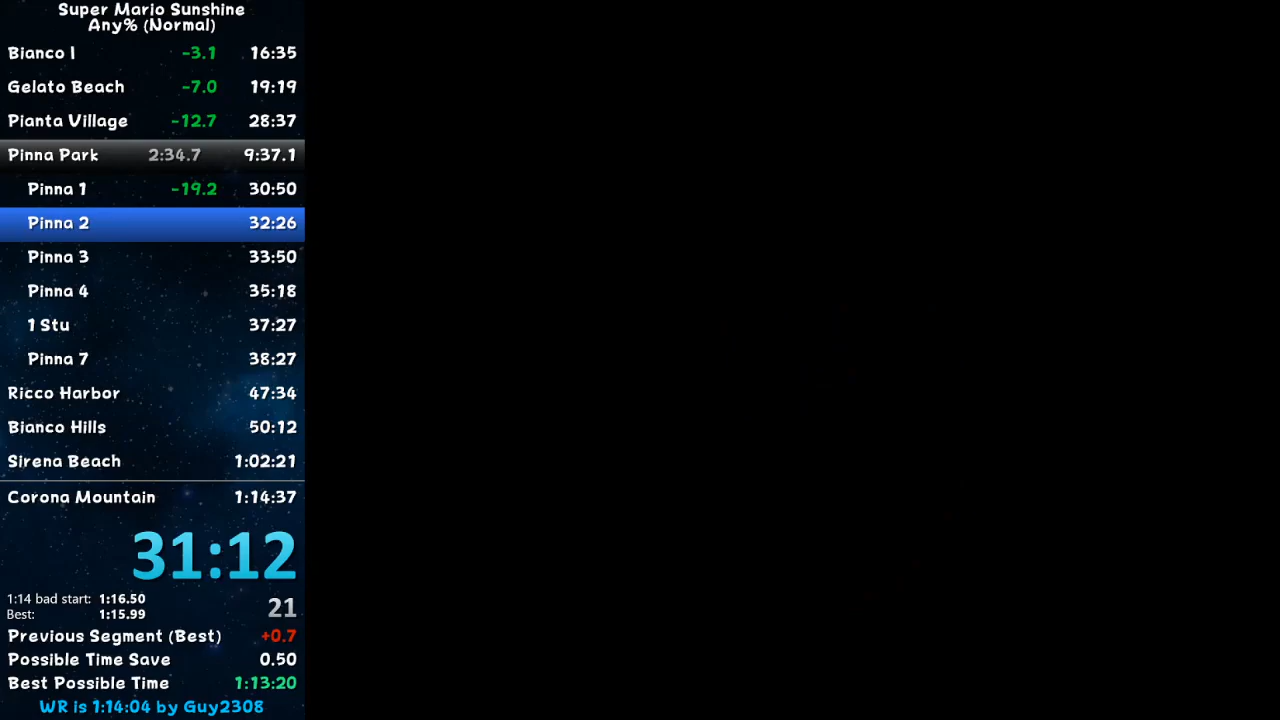 Super Mario Sunshine
Any% (Normal)
Bianco 1 -3.1 16:35
Gelato Beach -7.0 19:19
Pianta Village -12.7 28:37
Pinna Park 2:34.7 9:37.1
Pinna 1 -19.2 30:50
Pinna 2 32:26
Pinna 3 33:50
Pinna 4 35:18
1 Stu 37:27
Pinna 7 38:27
Ricco Harbor 47:34
Bianco Hills 50:12
Sirena Beach 1:02:21
Corona Mountain 1:14:37
31:12
1:14 bad start: 1:16.50
Best: 1:15.99
21
Previous Segment (Best) +0.7
Possible Time Save 0.50
Best Possible Time 1:13:20
WR is 1:14:04 by Guy2308